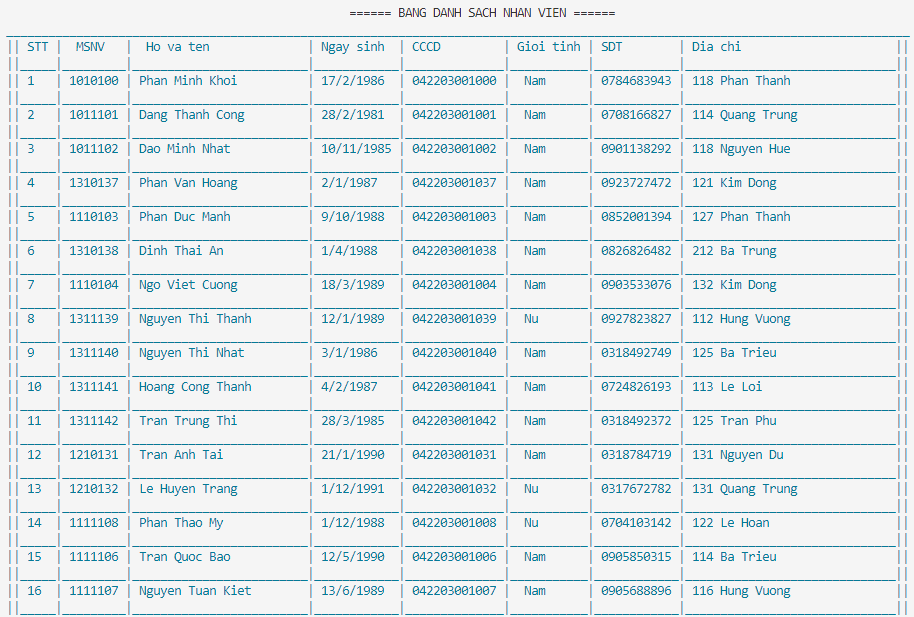 ====== BANG DANH SACH NHAN VIEN ======
|| STT | MSNV | Ho va ten | Ngay sinh | CCCD | Gioi tinh | SDT | Dia chi ||
|| 1 | 1010100 | Phan Minh Khoi | 17/2/1986 | 042203001000 | Nam | 0784683943 | 118 Phan Thanh ||
|| 2 | 1011101 | Dang Thanh Cong | 28/2/1981 | 042203001001 | Nam | 0708166827 | 114 Quang Trung ||
|| 3 | 1011102 | Dao Minh Nhat | 10/11/1985 | 042203001002 | Nam | 0901138292 | 118 Nguyen Hue ||
|| 4 | 1310137 | Phan Van Hoang | 2/1/1987 | 042203001037 | Nam | 0923727472 | 121 Kim Dong ||
|| 5 | 1110103 | Phan Duc Manh | 9/10/1988 | 042203001003 | Nam | 0852001394 | 127 Phan Thanh ||
|| 6 | 1310138 | Dinh Thai An | 1/4/1988 | 042203001038 | Nam | 0826826482 | 212 Ba Trung ||
|| 7 | 1110104 | Ngo Viet Cuong | 18/3/1989 | 042203001004 | Nam | 0903533076 | 132 Kim Dong ||
|| 8 | 1311139 | Nguyen Thi Thanh | 12/1/1989 | 042203001039 | Nu | 0927823827 | 112 Hung Vuong ||
|| 9 | 1311140 | Nguyen Thi Nhat | 3/1/1986 | 042203001040 | Nam | 0318492749 | 125 Ba Trieu ||
|| 10 | 1311141 | Hoang Cong Thanh | 4/2/1987 | 042203001041 | Nam | 0724826193 | 113 Le Loi ||
|| 11 | 1311142 | Tran Trung Thi | 28/3/1985 | 042203001042 | Nam | 0318492372 | 125 Tran Phu ||
|| 12 | 1210131 | Tran Anh Tai | 21/1/1990 | 042203001031 | Nam | 0318784719 | 131 Nguyen Du ||
|| 13 | 1210132 | Le Huyen Trang | 1/12/1991 | 042203001032 | Nu | 0317672782 | 131 Quang Trung ||
|| 14 | 1111108 | Phan Thao My | 1/12/1988 | 042203001008 | Nu | 0704103142 | 122 Le Hoan ||
|| 15 | 1111106 | Tran Quoc Bao | 12/5/1990 | 042203001006 | Nam | 0905850315 | 114 Ba Trieu ||
|| 16 | 1111107 | Nguyen Tuan Kiet | 13/6/1989 | 042203001007 | Nam | 0905688896 | 116 Hung Vuong ||